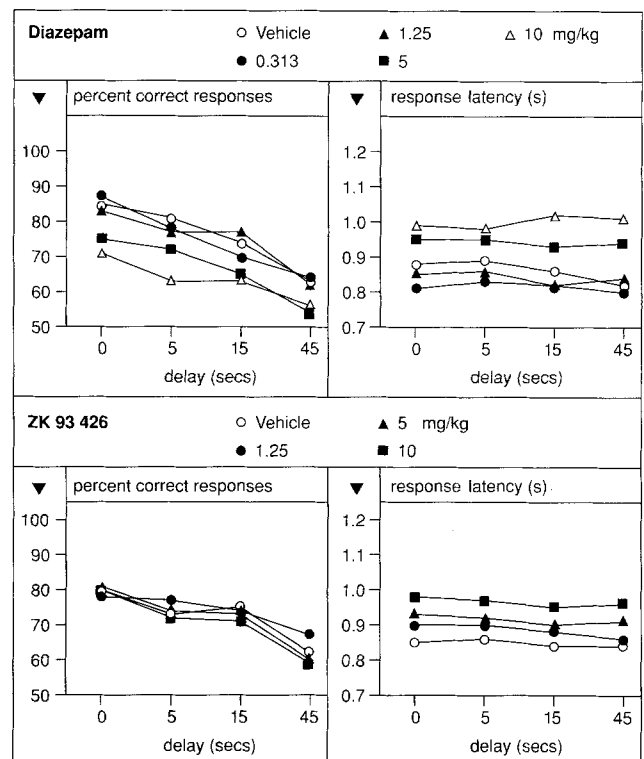 Diazepam ○ Vehicle ▲ 1.25 △ 10 mg/kg
● 0.313 ■ 5
▼ percent correct responses
100
90
80
70
60
50
0 5 15 45
delay (secs)
▼ response latency (s)
1.2
1.1
1.0
0.9
0.8
0.7
0 5 15 45
delay (secs)
ZK 93 426 ○ Vehicle ▲ 5 mg/kg
● 1.25 ■ 10
▼ percent correct responses
100
90
80
70
60
50
0 5 15 45
delay (secs)
▼ response latency (s)
1.2
1.1
1.0
0.9
0.8
0.7
0 5 15 45
delay (secs)